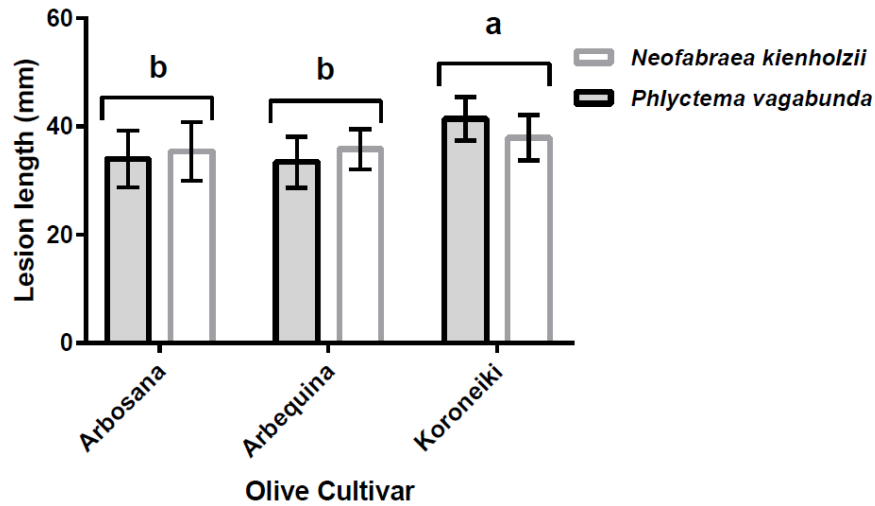 60
40
20
0
Lesion length (mm)
b
b
a
Neofabraea kienholzii
Phlyctema vagabunda
Arbosana
Arbequina
Koroneiki
Olive Cultivar